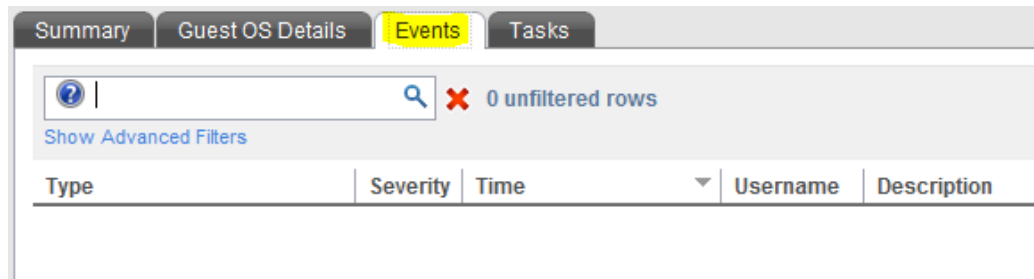 Summary Guest OS Details Events Tasks
0 unfiltered rows
Show Advanced Filters
Type Severity Time Username Description